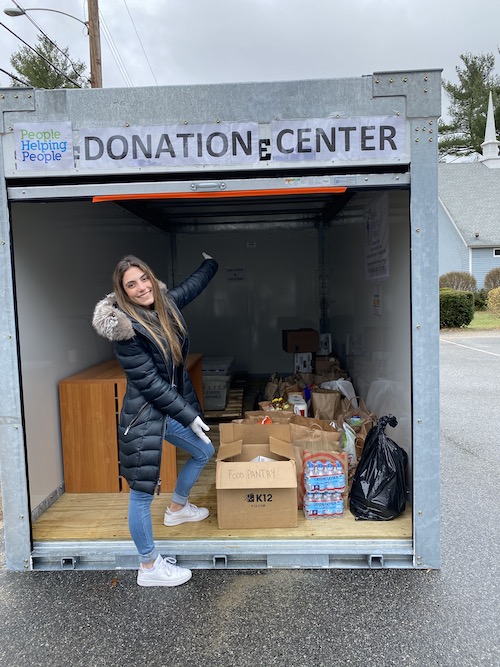 People
Helping
People
E DONATION E CENTER
FOOD PANTRY
K12